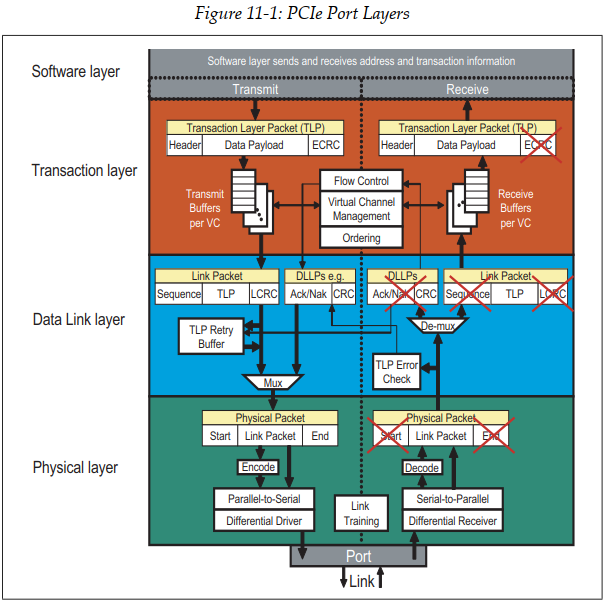 Figure 11-1: PCIe Port Layers
Software layer
Software layer sends and receives address and transaction information
Transmit
Receive
Transaction layer
Transaction Layer Packet (TLP)
Header
Data Payload
ECRC
Transaction Layer Packet (TLP)
Header
Data Payload
ECRC
Transmit
Buffers
per VC
Flow Control
Virtual Channel
Management
Ordering
Receive
Buffers
per VC
Data Link layer
Link Packet
Sequence
TLP
LCRC
DLLPs e.g.
Ack/Nak
CRC
DLLPs
Ack/Nak
CRC
Link Packet
Sequence
TLP
LCRC
TLP Retry
Buffer
De-mux
TLP Error
Check
Mux
Physical layer
Physical Packet
Start
Link Packet
End
Physical Packet
Start
Link Packet
End
Encode
Decode
Parallel-to-Serial
Differential Driver
Link
Training
Serial-to-Parallel
Differential Receiver
Port
Link